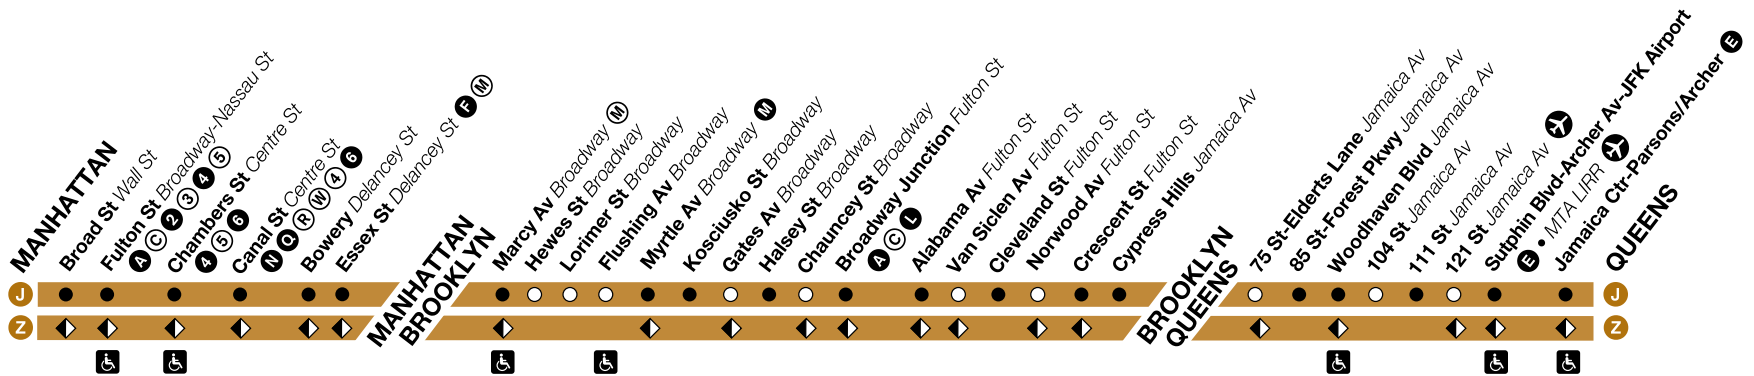 MANHATTAN
Broad St Wall St
Fulton St Broadway-Nassau St
A C 2 3 4 5
Chambers St Centre St
4 5 6
Canal St Centre St
N Q R W 4 6
Bowery Delancey St
Essex St Delancey St F M
MANHATTAN
BROOKLYN
Marcy Av Broadway M
Hewes St Broadway
Lorimer St Broadway
Flushing Av Broadway
Myrtle Av Broadway M
Kosciusko St Broadway
Gates Av Broadway
Halsey St Broadway
Chauncey St Broadway
Broadway Junction Fulton St
A C L
Alabama Av Fulton St
Van Siclen Av Fulton St
Cleveland St Fulton St
Norwood Av Fulton St
Crescent St Fulton St
Cypress Hills Jamaica Av
BROOKLYN
QUEENS
75 St-Elderts Lane Jamaica Av
85 St-Forest Pkwy Jamaica Av
Woodhaven Blvd Jamaica Av
104 St Jamaica Av
111 St Jamaica Av
121 St Jamaica Av
Sutphin Blvd-Archer Av-JFK Airport
E • MTA LIRR
Jamaica Ctr-Parsons/Archer E
QUEENS
J
J
Z
Z